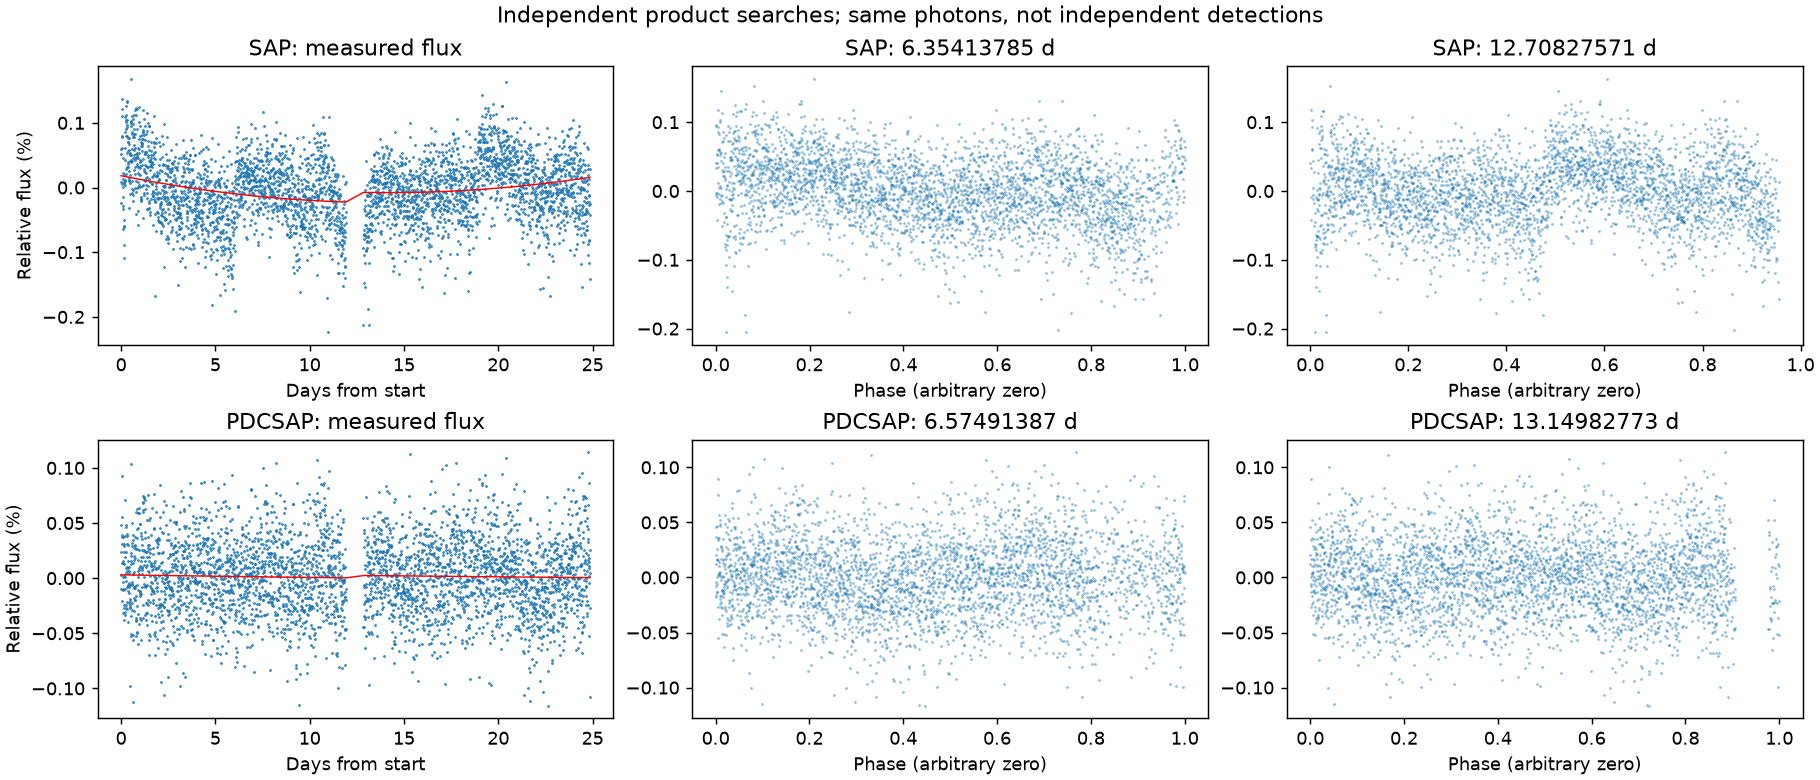 Independent product searches; same photons, not independent detections
SAP: measured flux
SAP: 6.35413785 d
SAP: 12.70827571 d
Relative flux (%)
0.1
0.0
−0.1
−0.2
0 5 10 15 20 25
Days from start
0.1
0.0
−0.1
−0.2
0.0 0.2 0.4 0.6 0.8 1.0
Phase (arbitrary zero)
0.1
0.0
−0.1
−0.2
0.0 0.2 0.4 0.6 0.8 1.0
Phase (arbitrary zero)
PDCSAP: measured flux
PDCSAP: 6.57491387 d
PDCSAP: 13.14982773 d
Relative flux (%)
0.10
0.05
0.00
−0.05
−0.10
0 5 10 15 20 25
Days from start
0.10
0.05
0.00
−0.05
−0.10
0.0 0.2 0.4 0.6 0.8 1.0
Phase (arbitrary zero)
0.10
0.05
0.00
−0.05
−0.10
0.0 0.2 0.4 0.6 0.8 1.0
Phase (arbitrary zero)